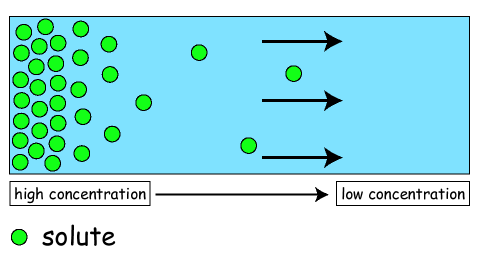 high concentration
low concentration
solute